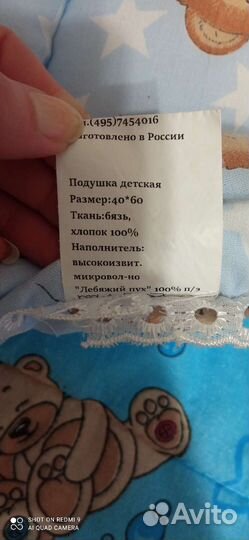 (495)7454016
зготовлено в России
Подушка детская
Размер:40*60
Ткань:бязь,
хлопок 100%
Наполнитель:
высокоизвит.
микровол-но
"Лебяжий пух" 100% п/э
SHOT ON REDMI 9
AI QUAD CAMERA
Avito